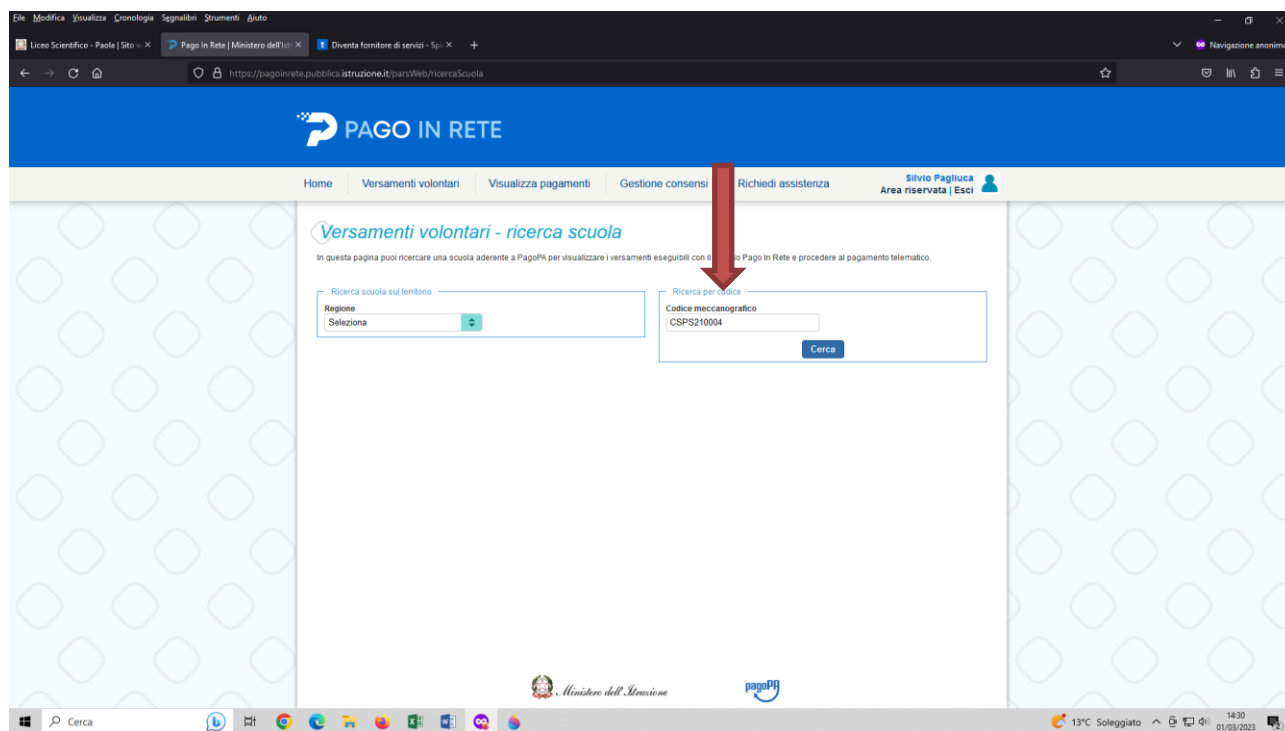 File Modifica Visualizza Cronologia Segnalibri Strumenti Aiuto
Liceo Scientifico - Paola | Sito
Pago In Rete | Ministero dell'Ist
Diventa fornitore di servizi - Sp
Navigazione anonima
https://pagoinrete.pubblica.istruzione.it/parsWeb/ricercaScuola
PAGO IN RETE
Home Versamenti volontari Visualizza pagamenti Gestione consensi Richiedi assistenza
Silvio Pagliuca
Area riservata | Esci
Versamenti volontari - ricerca scuola
In questa pagina puoi ricercare una scuola aderente a PagoPA per visualizzare i versamenti eseguibili con il Pago In Rete e procedere al pagamento telematico.
Ricerca scuola sul territorio
Regione
Seleziona
Ricerca per codice
Codice meccanografico
CSPS210004
Cerca
Ministero dell'Istruzione
pagoPA
Cerca
13°C Soleggiato
14:30
01/03/2023
2